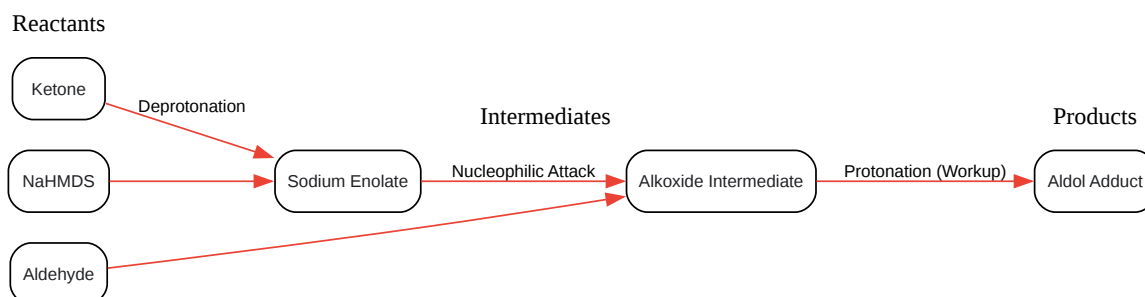 Reactants
Ketone
Deprotonation
Intermediates
Products
NaHMDS
Sodium Enolate
Nucleophilic Attack
Alkoxide Intermediate
Protonation (Workup)
Aldol Adduct
Aldehyde